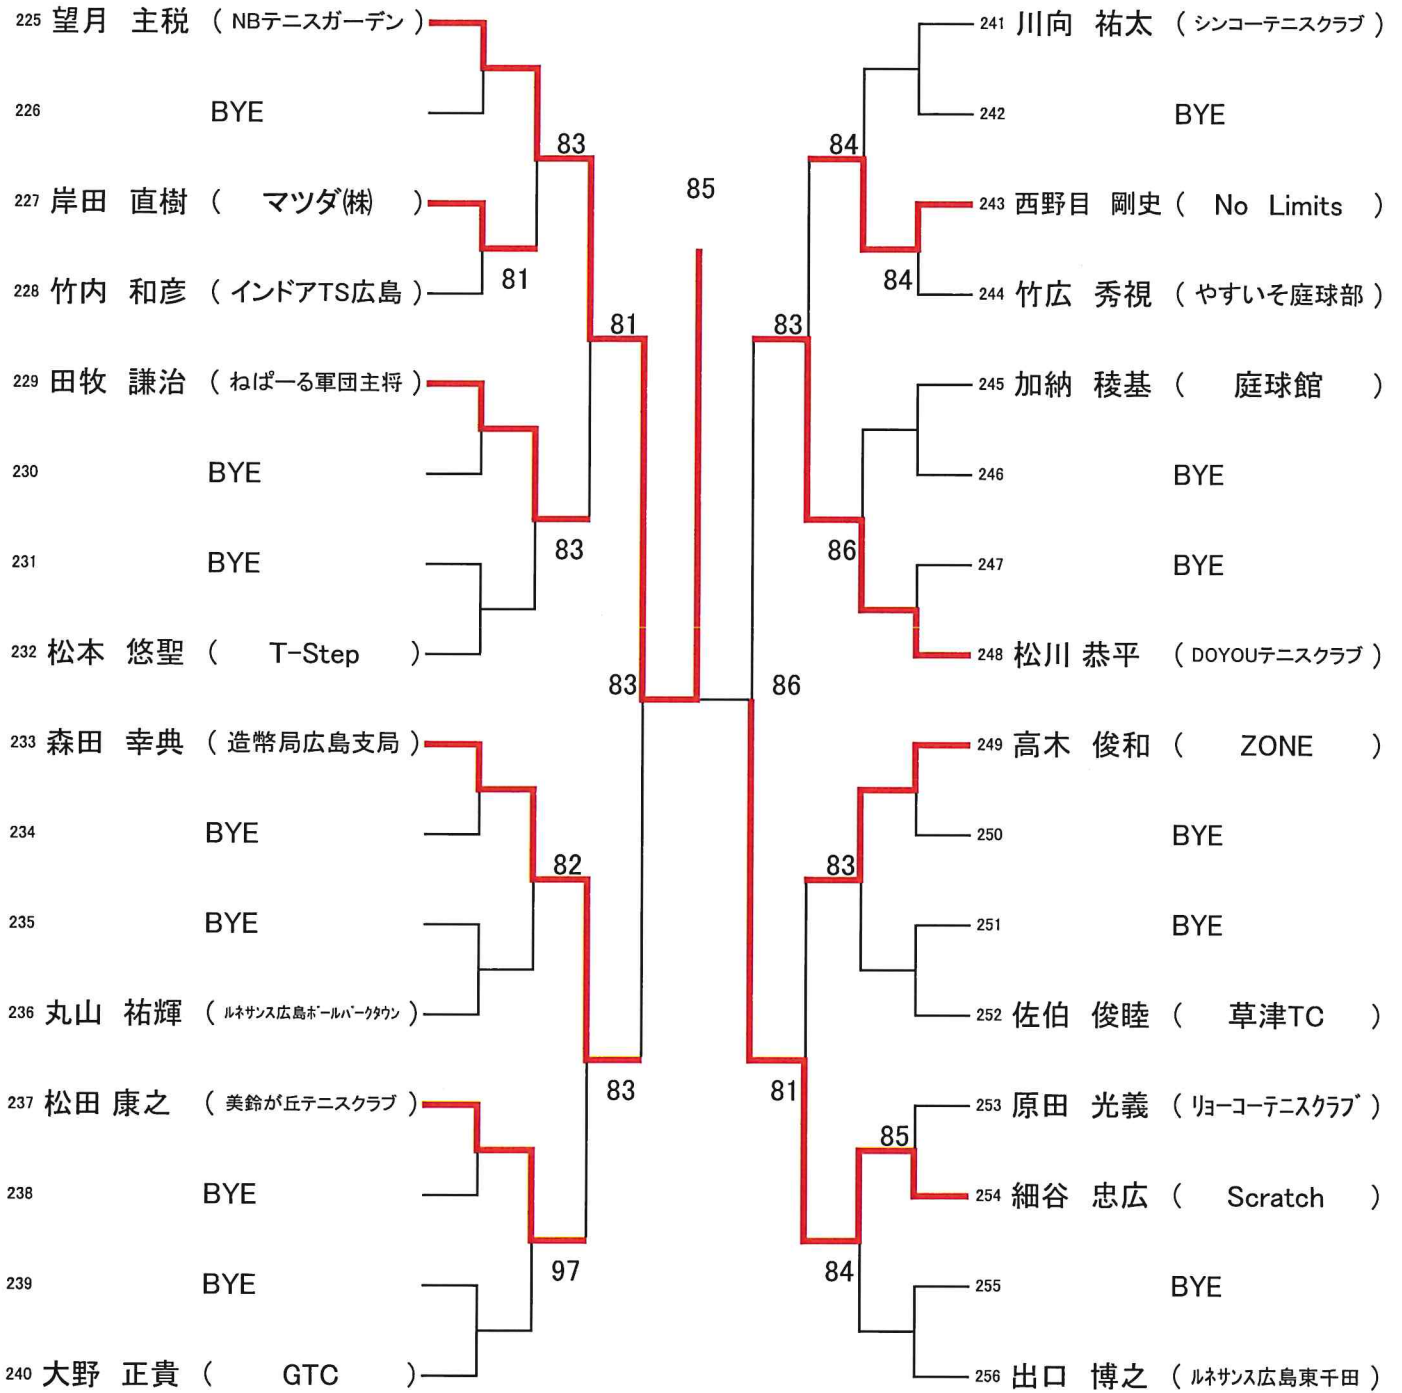 225 望月 主税 ( NBテニスガーデン )
226 BYE
83
227 岸田 直樹 ( マツダ㈱ )
81
228 竹内 和彦 ( インドアTS広島 )
81
229 田牧 謙治 ( ねぱーる軍団主将 )
230 BYE
83
231 BYE
232 松本 悠聖 ( T-Step )
83
233 森田 幸典 ( 造幣局広島支局 )
234 BYE
82
235 BYE
236 丸山 祐輝 ( ﾙﾈｻﾝｽ広島ﾎﾞｰﾙﾊﾟｰｸﾀｳﾝ )
83
237 松田 康之 ( 美鈴が丘テニスクラブ )
238 BYE
97
239 BYE
240 大野 正貴 ( GTC )
85
86
241 川向 祐太 ( シンコーテニスクラブ )
242 BYE
84
243 西野目 剛史 ( No Limits )
84
244 竹広 秀視 ( やすいそ庭球部 )
83
245 加納 稜基 ( 庭球館 )
246 BYE
86
247 BYE
248 松川 恭平 ( DOYOUテニスクラブ )
249 高木 俊和 ( ZONE )
250 BYE
83
251 BYE
252 佐伯 俊睦 ( 草津TC )
81
253 原田 光義 ( ﾘｮｰｺｰﾃﾆｽｸﾗﾌﾞ )
85
254 細谷 忠広 ( Scratch )
84
255 BYE
256 出口 博之 ( ﾙﾈｻﾝｽ広島東千田 )